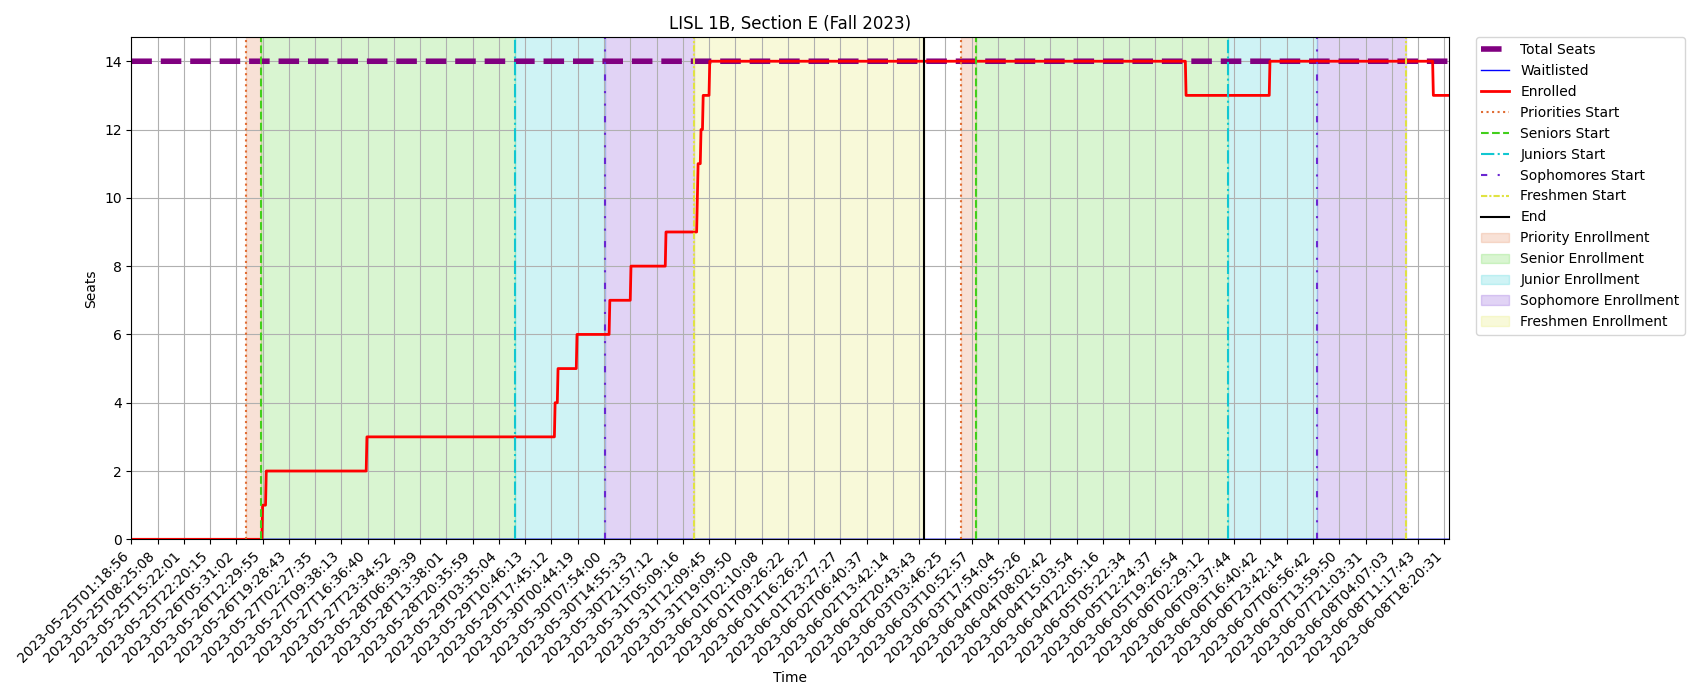 LISL 1B, Section E (Fall 2023)
Seats
14
12
10
8
6
4
2
0
2023-05-25T01:18:56
2023-05-25T08:25:08
2023-05-25T15:22:01
2023-05-25T22:20:15
2023-05-26T05:31:02
2023-05-26T12:29:55
2023-05-26T19:28:43
2023-05-27T02:27:35
2023-05-27T09:38:13
2023-05-27T16:36:40
2023-05-27T23:34:52
2023-05-28T06:39:39
2023-05-28T13:38:01
2023-05-28T20:35:59
2023-05-29T03:35:04
2023-05-29T10:46:13
2023-05-29T17:45:12
2023-05-30T00:44:19
2023-05-30T07:54:00
2023-05-30T14:55:33
2023-05-30T21:57:12
2023-05-31T05:09:16
2023-05-31T12:09:45
2023-05-31T19:09:50
2023-06-01T02:10:08
2023-06-01T09:26:22
2023-06-01T16:26:27
2023-06-01T23:27:27
2023-06-02T06:40:37
2023-06-02T13:42:14
2023-06-02T20:43:43
2023-06-03T03:46:25
2023-06-03T10:52:57
2023-06-03T17:54:04
2023-06-04T00:55:26
2023-06-04T08:02:42
2023-06-04T15:03:54
2023-06-04T22:05:16
2023-06-05T05:22:34
2023-06-05T12:24:37
2023-06-05T19:26:54
2023-06-06T02:29:12
2023-06-06T09:37:44
2023-06-06T16:40:42
2023-06-06T23:42:14
2023-06-07T06:56:42
2023-06-07T13:59:50
2023-06-07T21:03:31
2023-06-08T04:07:03
2023-06-08T11:17:43
2023-06-08T18:20:31
Time
Total Seats
Waitlisted
Enrolled
Priorities Start
Seniors Start
Juniors Start
Sophomores Start
Freshmen Start
End
Priority Enrollment
Senior Enrollment
Junior Enrollment
Sophomore Enrollment
Freshmen Enrollment